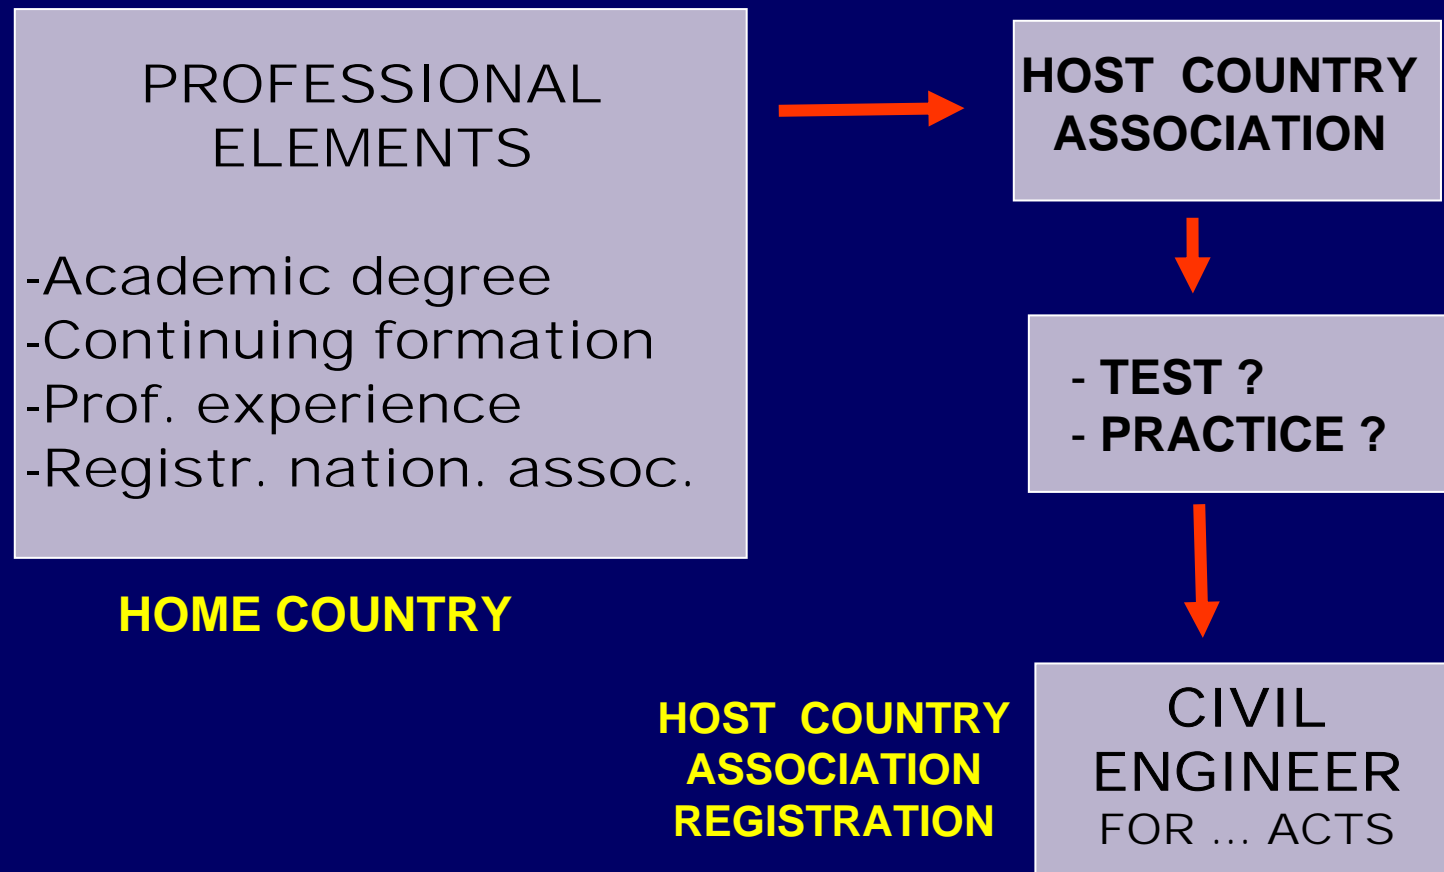 PROFESSIONAL
ELEMENTS
-Academic degree
-Continuing formation
-Prof. experience
-Registr. nation. assoc.
HOME COUNTRY
HOST COUNTRY
ASSOCIATION
- TEST ?
- PRACTICE ?
HOST COUNTRY
ASSOCIATION
REGISTRATION
CIVIL
ENGINEER
FOR ... ACTS